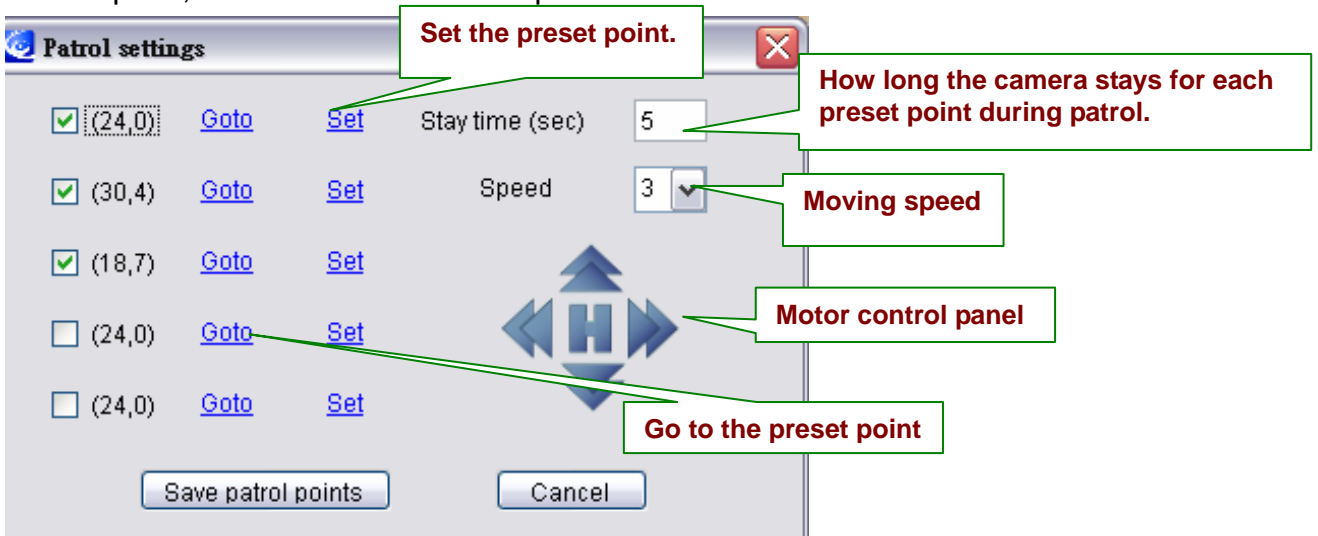 Patrol settings
Set the preset point.
How long the camera stays for each
preset point during patrol.
(24,0) Goto Set Stay time (sec) 5
(30,4) Goto Set Speed 3
Moving speed
(18,7) Goto Set
H
Motor control panel
(24,0) Goto Set
(24,0) Goto Set
Go to the preset point
Save patrol points Cancel